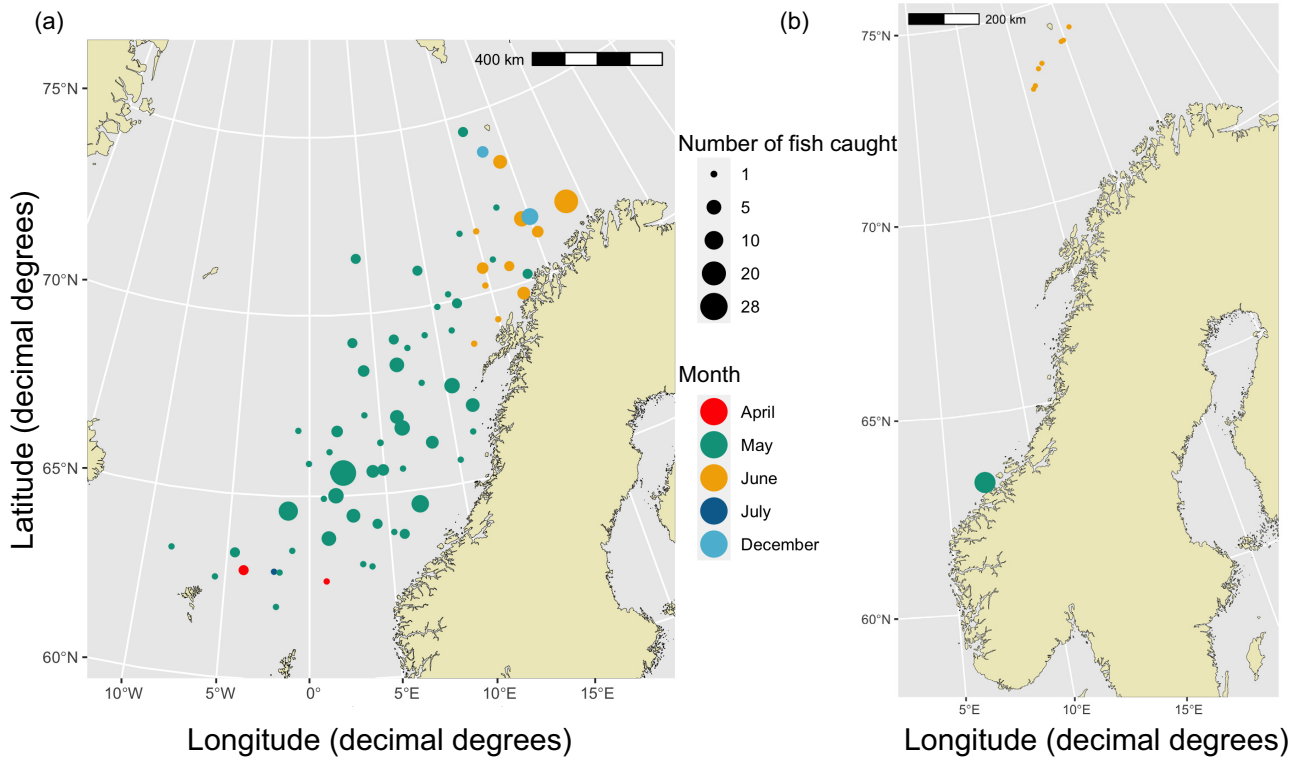 (a)
400 km
75°N
70°N
65°N
60°N
10°W 5°W 0° 5°E 10°E 15°E
Latitude (decimal degrees)
Longitude (decimal degrees)
Number of fish caught
1
5
10
20
28
Month
April
May
June
July
December
(b)
200 km
75°N
70°N
65°N
60°N
5°E 10°E 15°E
Longitude (decimal degrees)